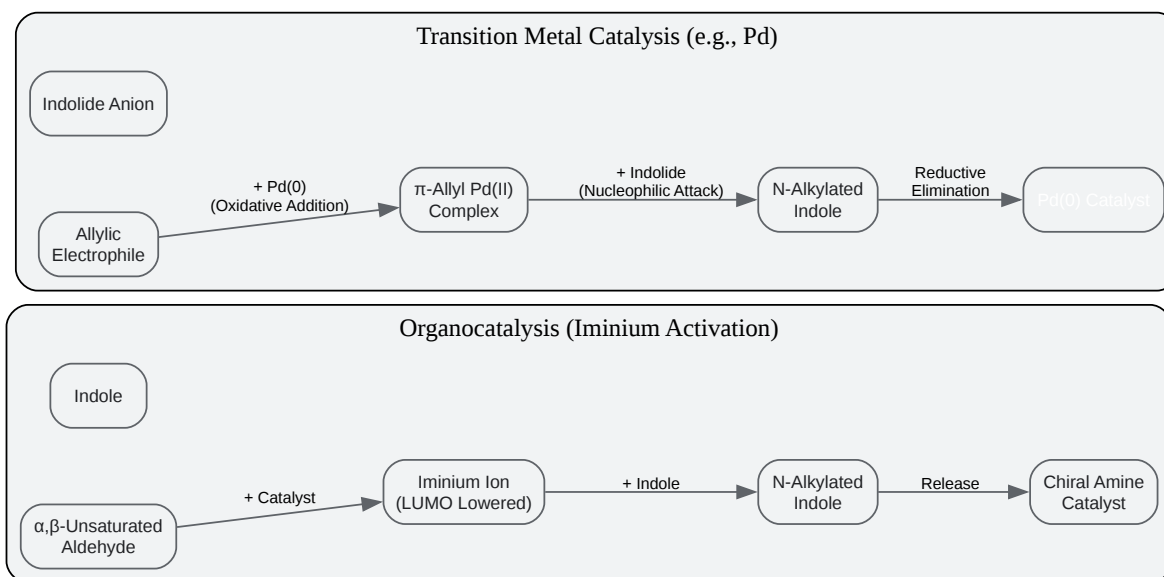 Transition Metal Catalysis (e.g., Pd)
Indolide Anion
Allylic
Electrophile
+ Pd(0)
(Oxidative Addition)
π-Allyl Pd(II)
Complex
+ Indolide
(Nucleophilic Attack)
N-Alkylated
Indole
Reductive
Elimination
Pd(0) Catalyst
Organocatalysis (Iminium Activation)
Indole
α,β-Unsaturated
Aldehyde
+ Catalyst
Iminium Ion
(LUMO Lowered)
+ Indole
N-Alkylated
Indole
Release
Chiral Amine
Catalyst